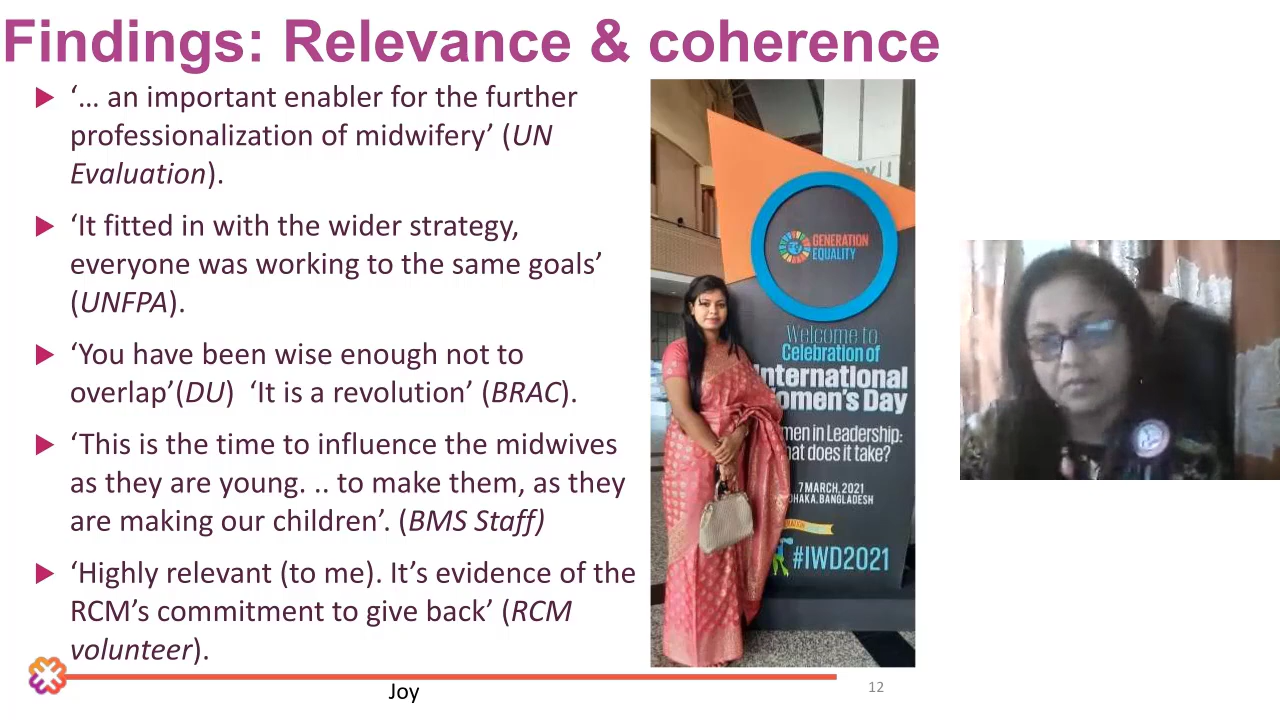 Findings: Relevance & coherence
‘… an important enabler for the further
professionalization of midwifery’ (UN
Evaluation).
‘It fitted in with the wider strategy,
everyone was working to the same goals’
(UNFPA).
‘You have been wise enough not to
overlap’(DU)  ‘It is a revolution’ (BRAC).
‘This is the time to influence the midwives
as they are young. .. to make them, as they
are making our children’. (BMS Staff)
‘Highly relevant (to me). It’s evidence of the
RCM’s commitment to give back’ (RCM
volunteer).
GENERATION
EQUALITY
Welcome to
Celebration of
International
omen's Day
men in Leadership:
hat does it take?
7 MARCH, 2021
DHAKA, BANGLADESH
#IWD2021
Joy
12